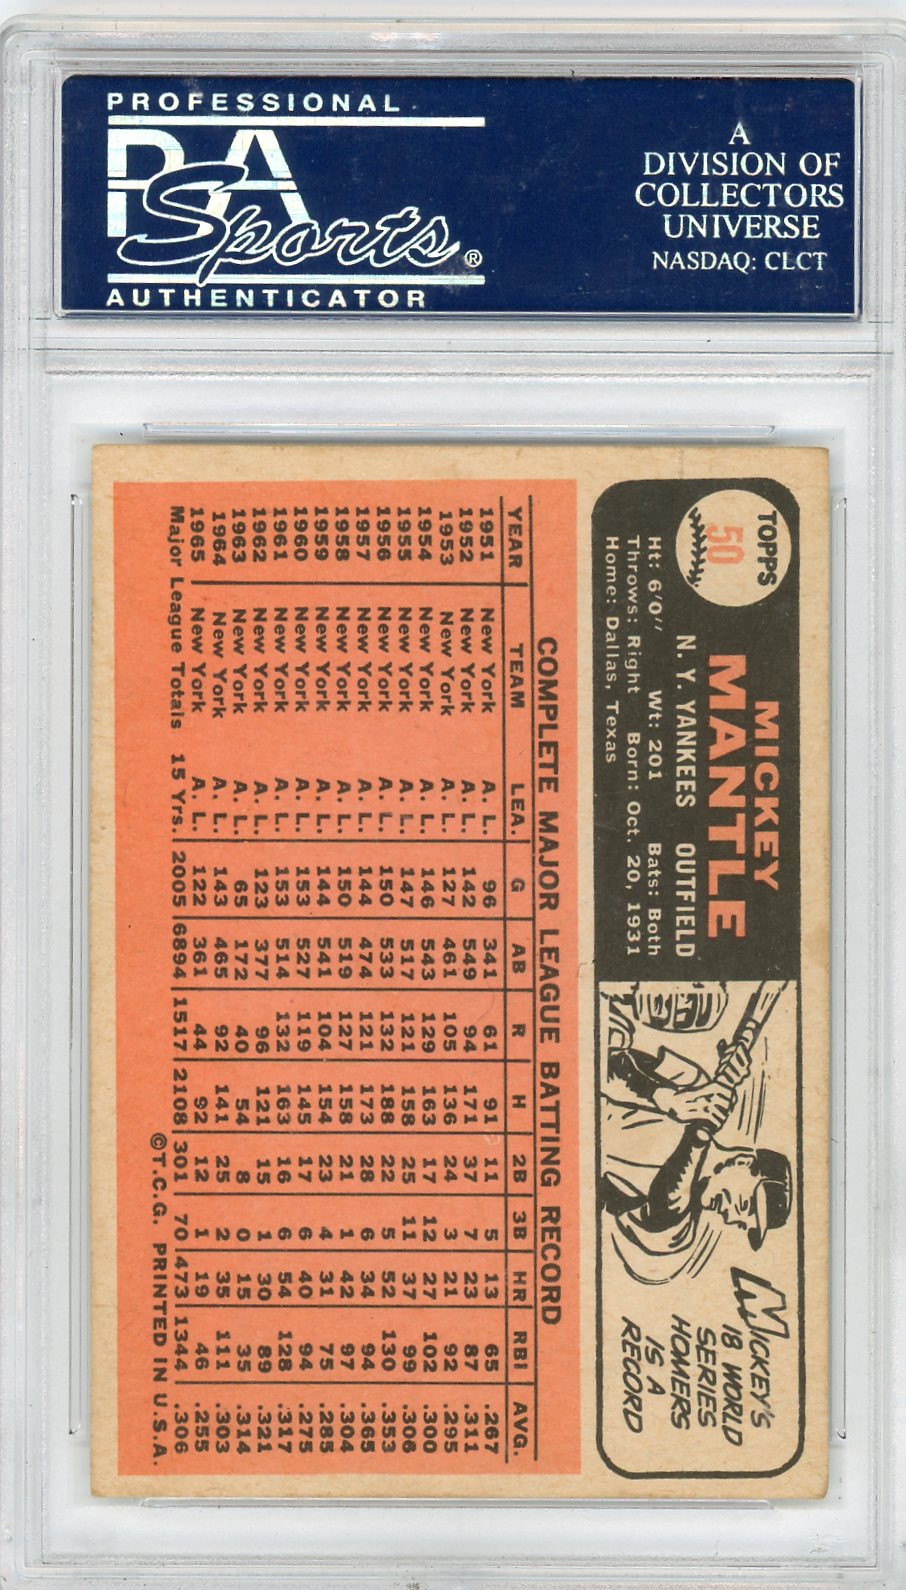 PROFESSIONAL
PSA
Sports®
AUTHENTICATOR
A
DIVISION OF
COLLECTORS
UNIVERSE
NASDAQ: CLCT
TOPPS
50
MICKEY
MANTLE
N. Y. YANKEES OUTFIELD
Ht: 6'0" Wt: 201 Bats: Both
Throws: Right Born: Oct. 20, 1931
Home: Dallas, Texas
MICKEY'S
18 WORLD
SERIES
HOMERS
IS A
RECORD
COMPLETE MAJOR LEAGUE BATTING RECORD
YEAR TEAM LEA. G AB R H 2B 3B HR RBI AVG.
1951 New York A. L. 96 341 61 91 11 5 13 65 .267
1952 New York A. L. 142 549 94 171 37 7 23 87 .311
1953 New York A. L. 127 461 105 136 24 3 21 92 .295
1954 New York A. L. 146 543 129 163 17 12 27 102 .300
1955 New York A. L. 147 517 121 158 25 11 37 99 .306
1956 New York A. L. 150 533 132 188 22 5 52 130 .353
1957 New York A. L. 144 474 121 173 28 6 34 94 .365
1958 New York A. L. 150 519 127 158 21 1 42 97 .304
1959 New York A. L. 144 541 104 154 23 4 31 75 .285
1960 New York A. L. 153 527 119 145 17 6 40 94 .275
1961 New York A. L. 153 514 132 163 16 6 54 128 .317
1962 New York A. L. 123 377 96 121 15 1 30 89 .321
1963 New York A. L. 65 172 40 54 8 0 15 35 .314
1964 New York A. L. 143 465 92 141 25 2 35 111 .303
1965 New York A. L. 122 361 44 92 12 1 19 46 .255
Major League Totals 15 Yrs. 2005 6894 1517 2108 301 70 473 1344 .306
©T.C.G. PRINTED IN U.S.A.